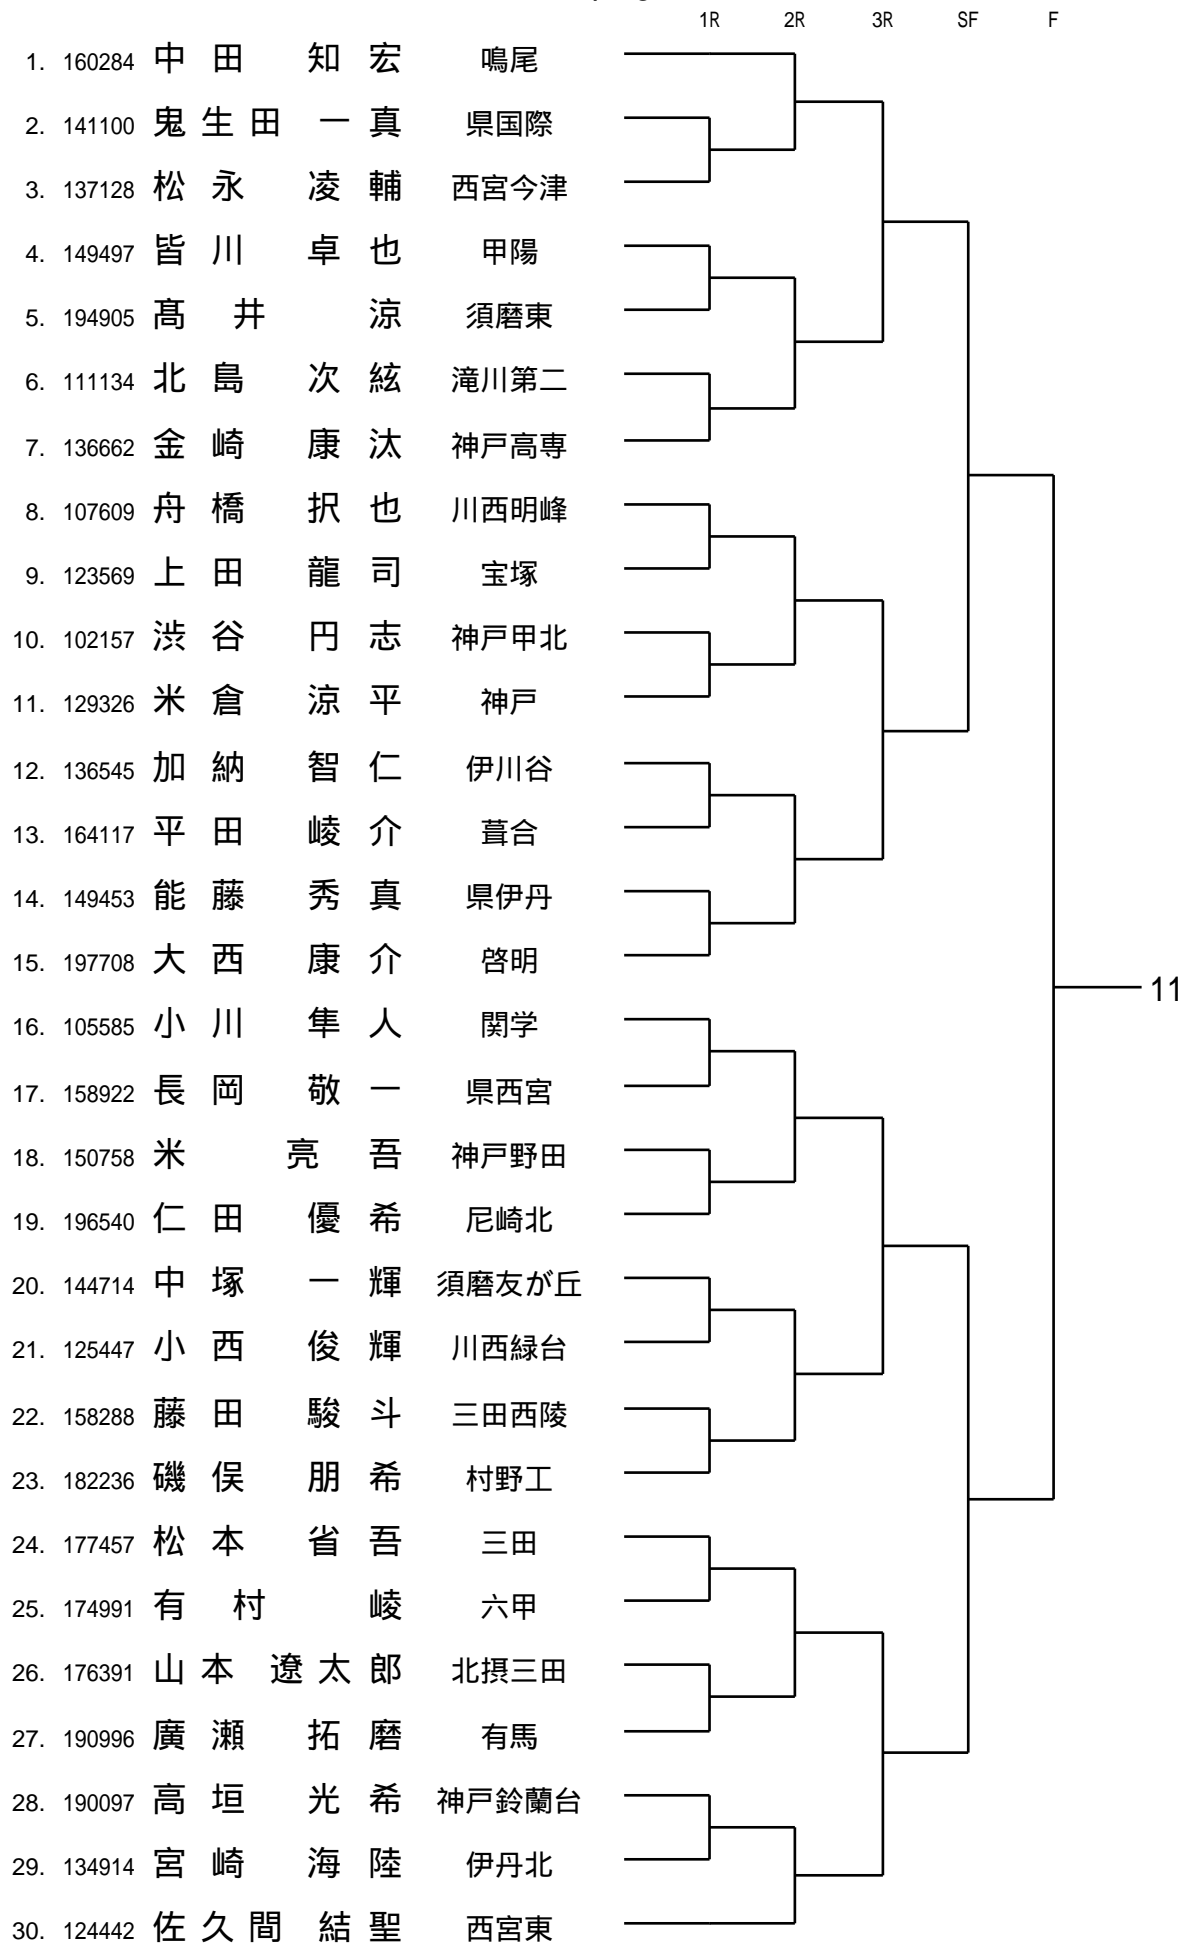 1R 2R 3R SF F
1. 160284 中田 知宏 鳴尾
2. 141100 鬼生田 一真 県国際
3. 137128 松永 凌輔 西宮今津
4. 149497 皆川 卓也 甲陽
5. 194905 髙井 涼 須磨東
6. 111134 北島 次絃 滝川第二
7. 136662 金崎 康汰 神戸高専
8. 107609 舟橋 択也 川西明峰
9. 123569 上田 龍司 宝塚
10. 102157 渋谷 円志 神戸甲北
11. 129326 米倉 涼平 神戸
12. 136545 加納 智仁 伊川谷
13. 164117 平田 崚介 葺合
14. 149453 能藤 秀真 県伊丹
15. 197708 大西 康介 啓明
11
16. 105585 小川 隼人 関学
17. 158922 長岡 敬一 県西宮
18. 150758 米 亮吾 神戸野田
19. 196540 仁田 優希 尼崎北
20. 144714 中塚 一輝 須磨友が丘
21. 125447 小西 俊輝 川西緑台
22. 158288 藤田 駿斗 三田西陵
23. 182236 磯俣 朋希 村野工
24. 177457 松本 省吾 三田
25. 174991 有村 崚 六甲
26. 176391 山本 遼太郎 北摂三田
27. 190996 廣瀬 拓磨 有馬
28. 190097 高垣 光希 神戸鈴蘭台
29. 134914 宮崎 海陸 伊丹北
30. 124442 佐久間 結聖 西宮東